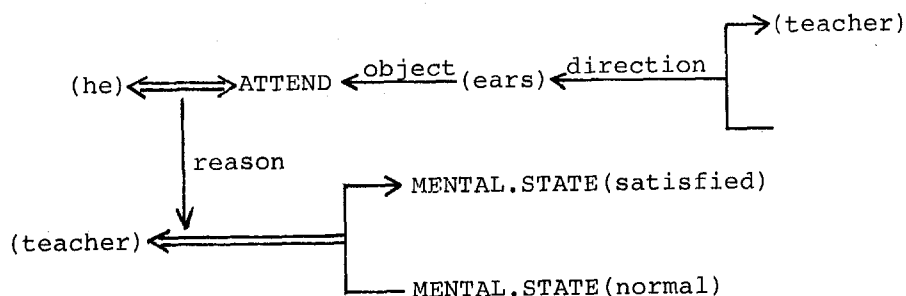 (teacher)
(he) ATTEND object (ears) direction
reason
MENTAL.STATE(satisfied)
(teacher)
MENTAL.STATE(normal)